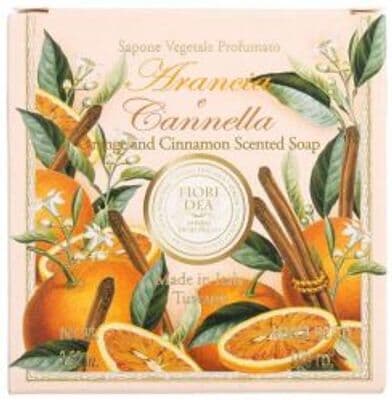 Sapone Vegetale Profumato
Arancia
e
Cannella
Orange and Cinnamon Scented Soap
FIORI
DEA
Made in Italy
Tuscany